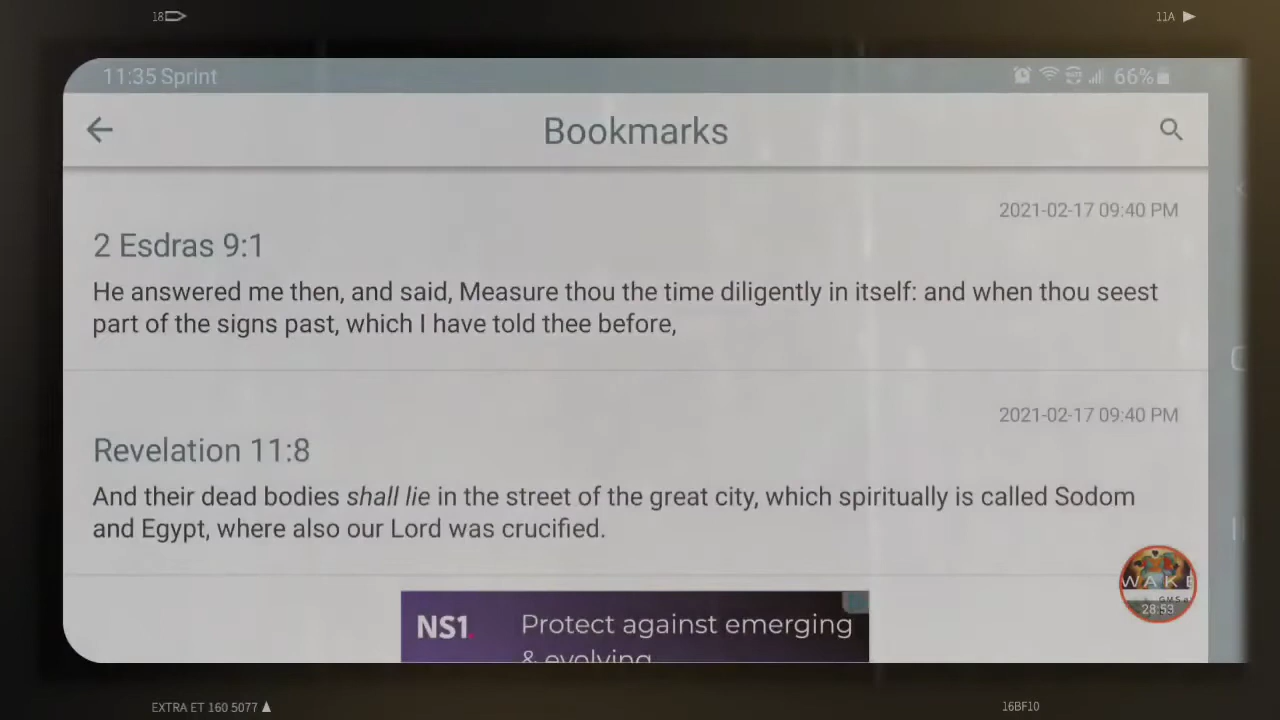 18
11A
11:35 Sprint
66%
Bookmarks
2021-02-17 09:40 PM
2 Esdras 9:1
He answered me then, and said, Measure thou the time diligently in itself: and when thou seest
part of the signs past, which I have told thee before,
2021-02-17 09:40 PM
Revelation 11:8
And their dead bodies shall lie in the street of the great city, which spiritually is called Sodom
and Egypt, where also our Lord was crucified.
WAKE
28:53
NS1.
Protect against emerging
& evolving
EXTRA ET 160 5077
16BF10